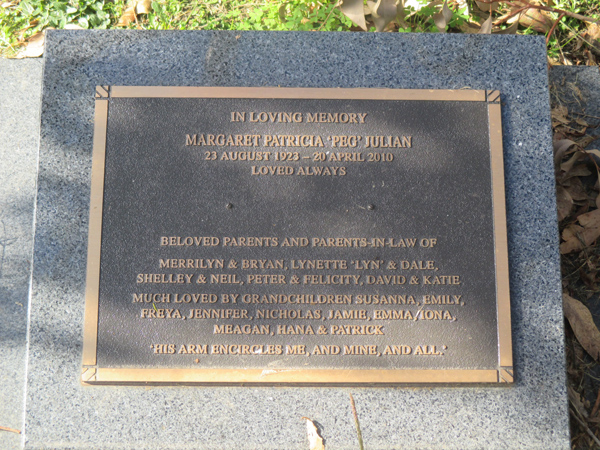 IN LOVING MEMORY
MARGARET PATRICIA 'PEG' JULIAN
23 AUGUST 1923 – 20 APRIL 2010
LOVED ALWAYS
BELOVED PARENTS AND PARENTS-IN-LAW OF
MERRILYN & BRYAN, LYNETTE 'LYN' & DALE,
SHELLEY & NEIL, PETER & FELICITY, DAVID & KATIE
MUCH LOVED BY GRANDCHILDREN SUSANNA, EMILY,
FREYA, JENNIFER, NICHOLAS, JAMIE, EMMA/IONA,
MEAGAN, HANA & PATRICK
'HIS ARM ENCIRCLES ME, AND MINE, AND ALL.'